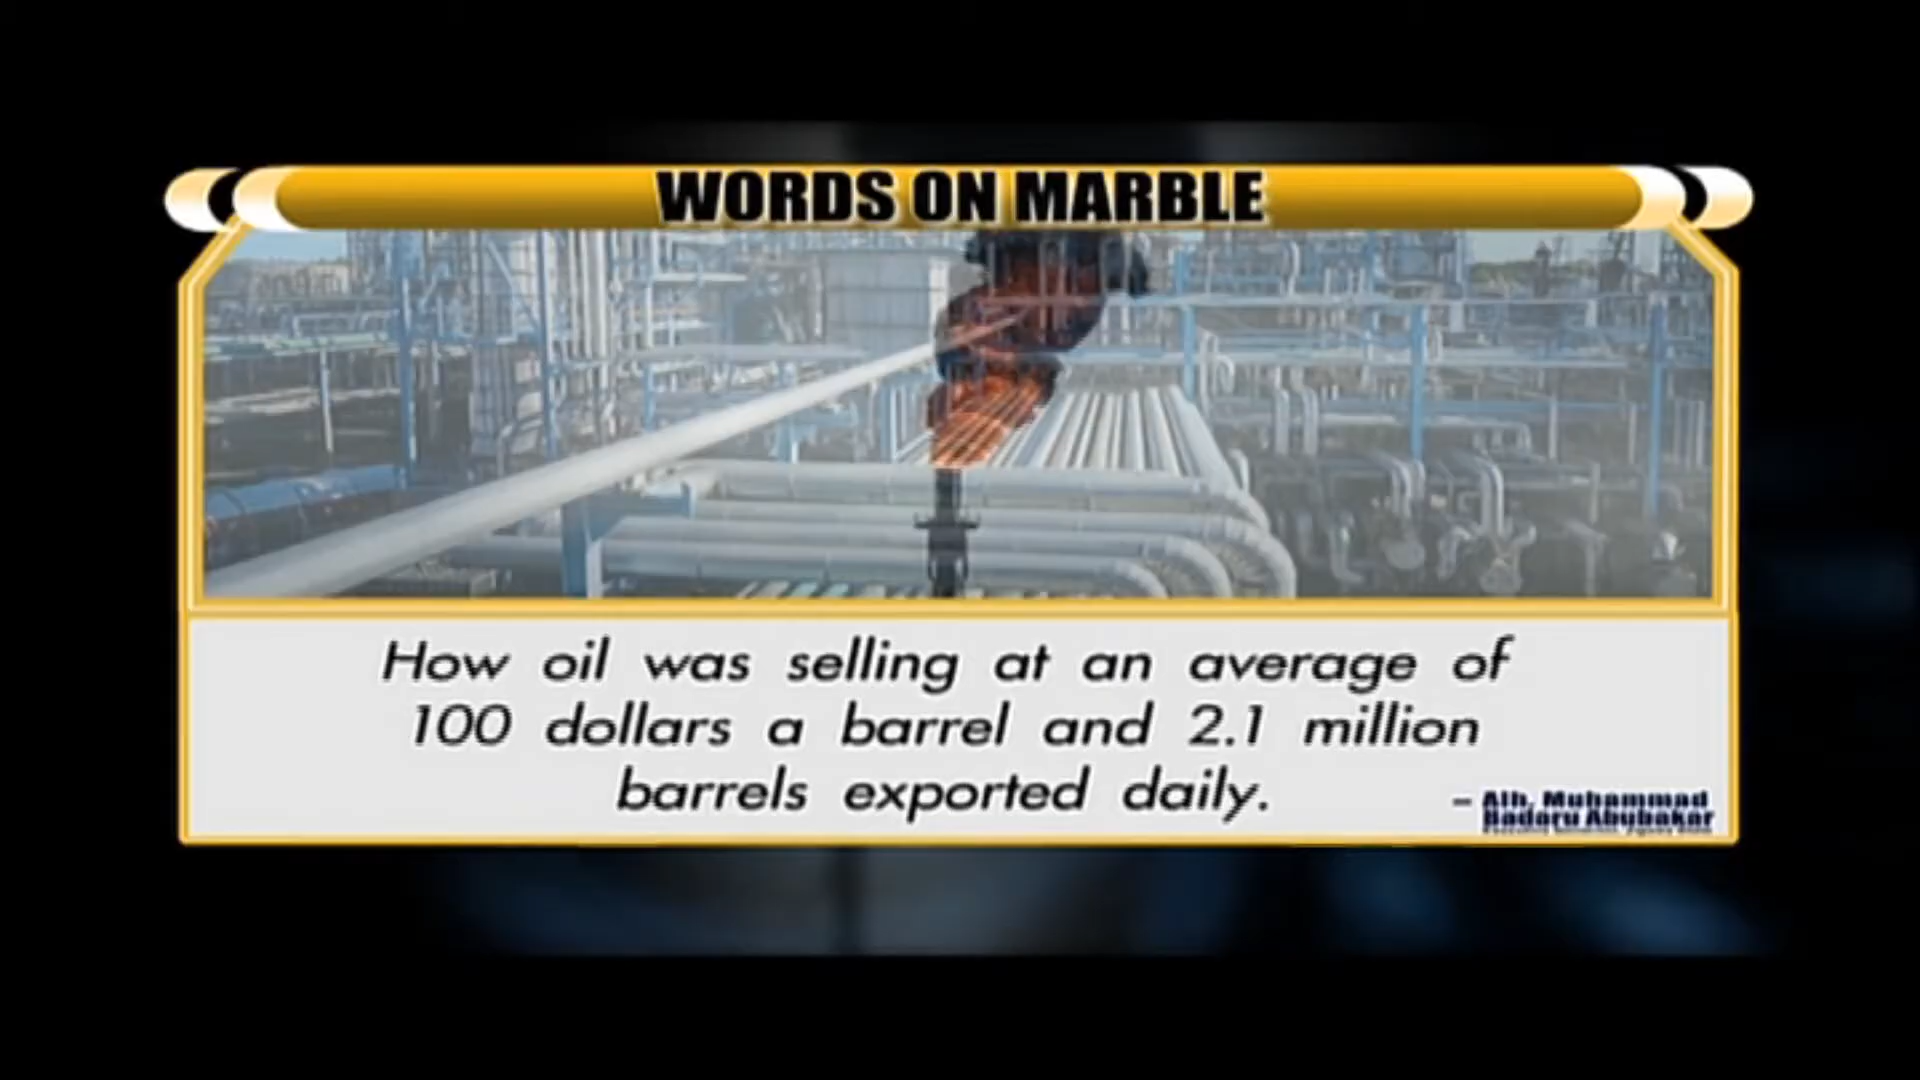 WORDS ON MARBLE
How oil was selling at an average of
100 dollars a barrel and 2.1 million
barrels exported daily.
– Alh. Muhammad
Badaru Abubakar